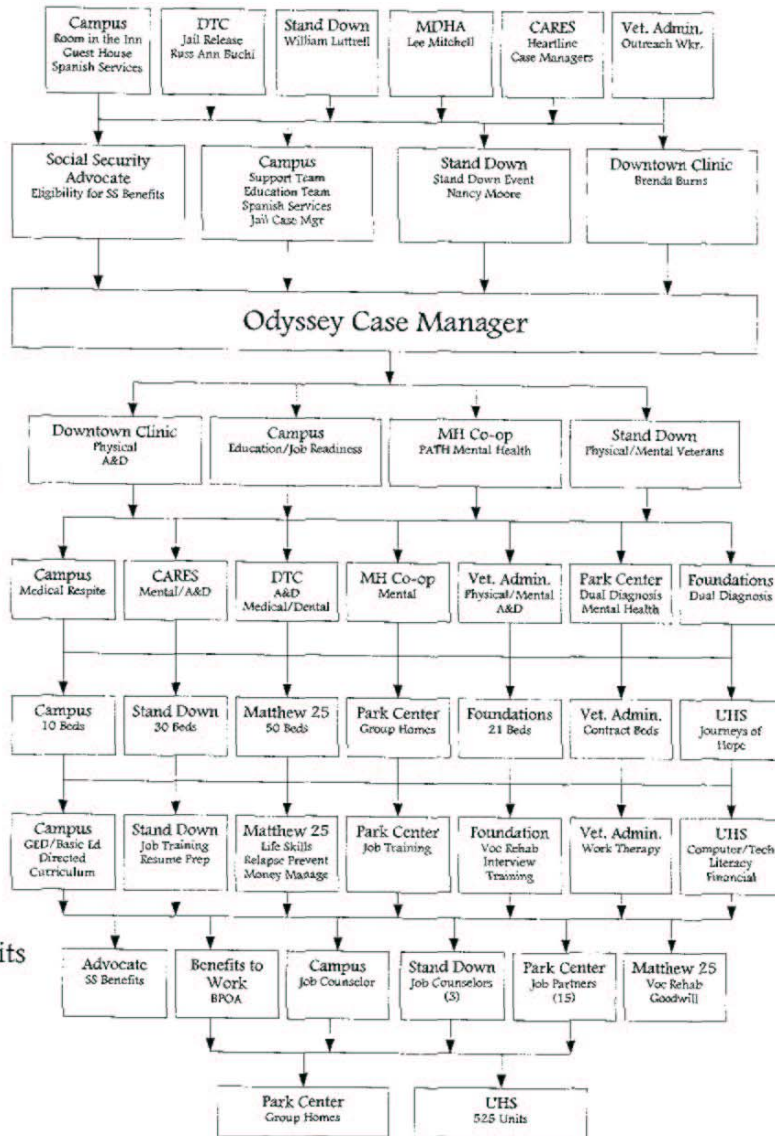 Campus
Room in the Inn
Guest House
Spanish Services
DTC
Jail Release
Russ Ann Buchi
Stand Down
William Luttrell
MDHA
Lee Mitchell
CARES
Heartline
Case Managers
Vet. Admin.
Outreach Wkr.
Social Security
Advocate
Eligibility for SS Benefits
Campus
Support Team
Education Team
Spanish Services
Jail Case Mgr
Stand Down
Stand Down Event
Nancy Moore
Downtown Clinic
Brenda Burns
Odyssey Case Manager
Downtown Clinic
Physical
A&D
Campus
Education/Job Readiness
MH Co-op
PATH Mental Health
Stand Down
Physical/Mental Veterans
Campus
Medical Respite
CARES
Mental/A&D
DTC
A&D
Medical/Dental
MH Co-op
Mental
Vet. Admin.
Physical/Mental
A&D
Park Center
Dual Diagnosis
Mental Health
Foundations
Dual Diagnosis
Campus
10 Beds
Stand Down
30 Beds
Matthew 25
50 Beds
Park Center
Group Homes
Foundations
21 Beds
Vet. Admin.
Contract Beds
UHS
Journeys of
Hope
Campus
GED/Basic Ed
Directed
Curriculum
Stand Down
Job Training
Resume Prep
Matthew 25
Life Skills
Relapse Prevent
Money Manage
Park Center
Job Training
Foundation
Voc Rehab
Interview
Training
Vet. Admin.
Work Therapy
UHS
Computer/Tech
Literacy
Financial
its
Advocate
SS Benefits
Benefits to
Work
BPOA
Campus
Job Counselor
Stand Down
Job Counselors
(3)
Park Center
Job Partners
(15)
Matthew 25
Voc Rehab
Goodwill
Park Center
Group Homes
UHS
525 Units